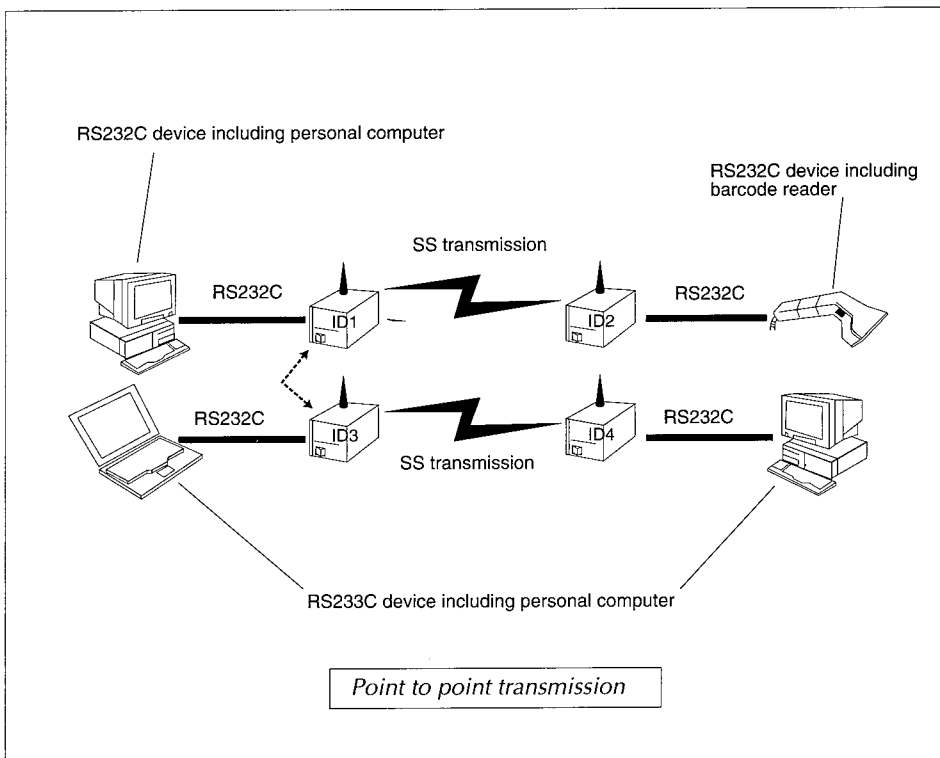 RS232C device including personal computer
RS232C device including
barcode reader
SS transmission
RS232C
ID1
ID2
RS232C
RS232C
ID3
ID4
RS232C
SS transmission
RS233C device including personal computer
Point to point transmission